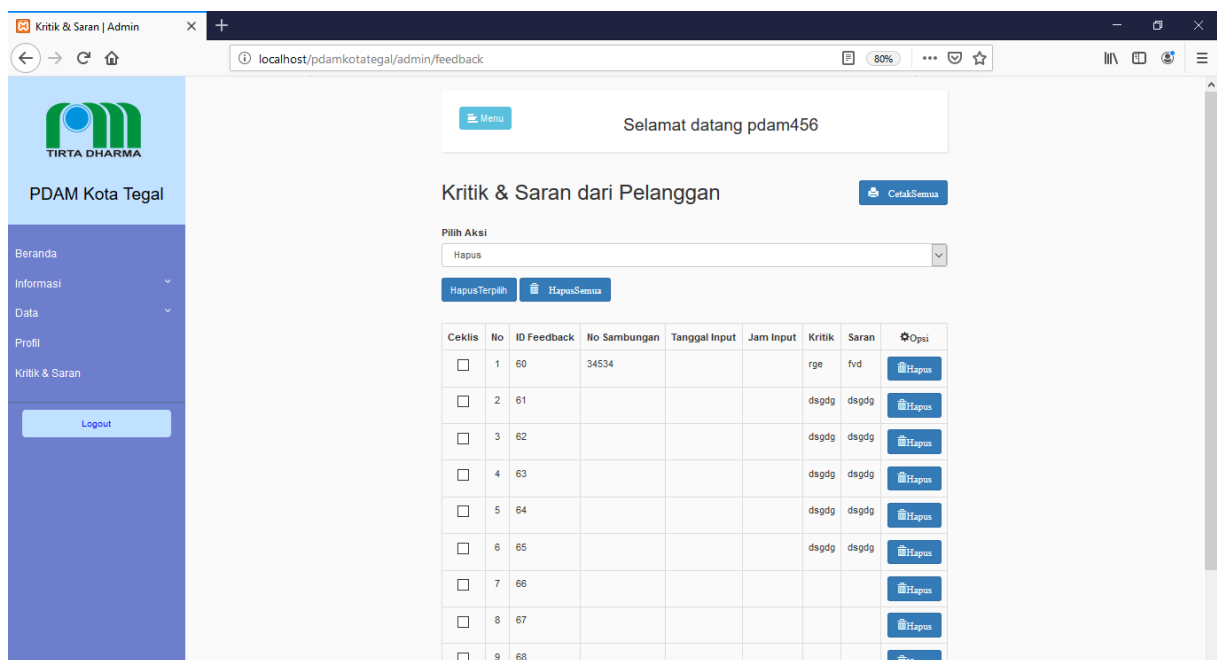 Kritik & Saran | Admin
localhost/pdamkotategal/admin/feedback
80%
TIRTA DHARMA
PDAM Kota Tegal
Beranda
Informasi
Data
Profil
Kritik & Saran
Logout
Menu
Selamat datang pdam456
Kritik & Saran dari Pelanggan
CetakSemua
Pilih Aksi
Hapus
HapusTerpilih
HapusSemua
Ceklis No ID Feedback No Sambungan Tanggal Input Jam Input Kritik Saran Opsi
1 60 34534 rge fvd Hapus
2 61 dsgdg dsgdg Hapus
3 62 dsgdg dsgdg Hapus
4 63 dsgdg dsgdg Hapus
5 64 dsgdg dsgdg Hapus
6 65 dsgdg dsgdg Hapus
7 66 Hapus
8 67 Hapus
9 68